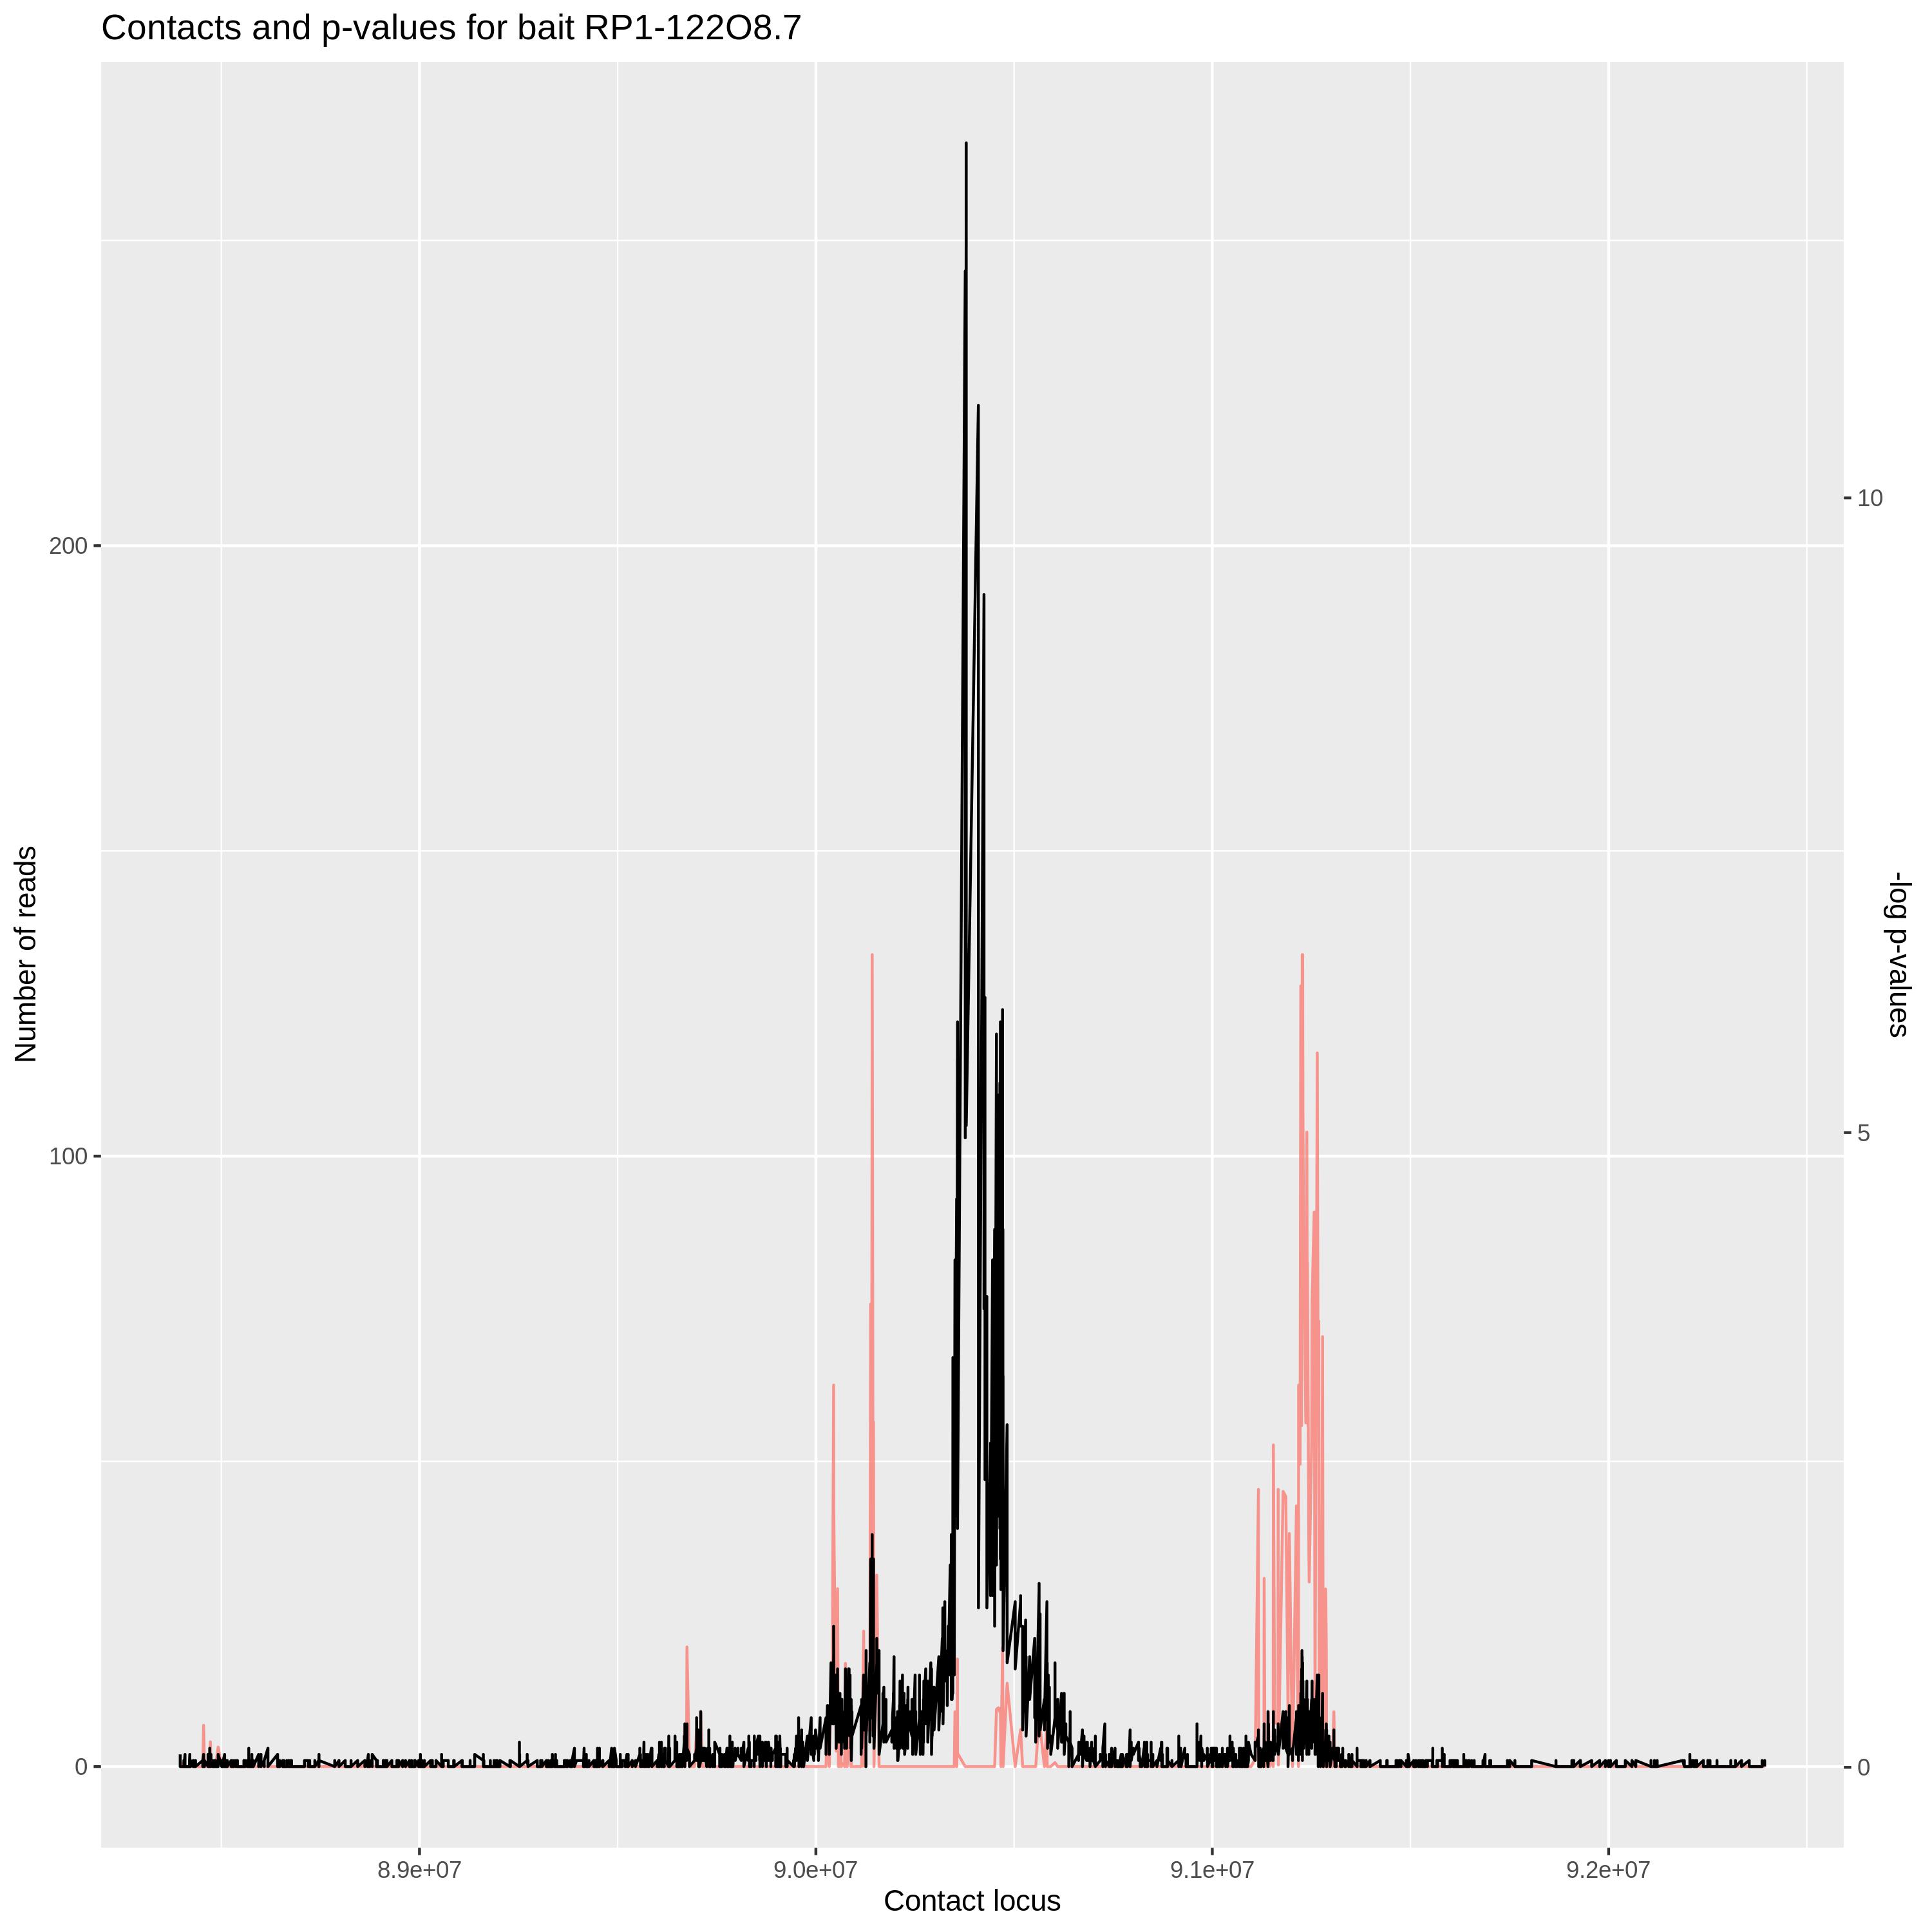 Contacts and p-values for bait RP1-122O8.7
Number of reads
200
100
0
10
5
0
-log p-values
8.9e+07
9.0e+07
9.1e+07
9.2e+07
Contact locus